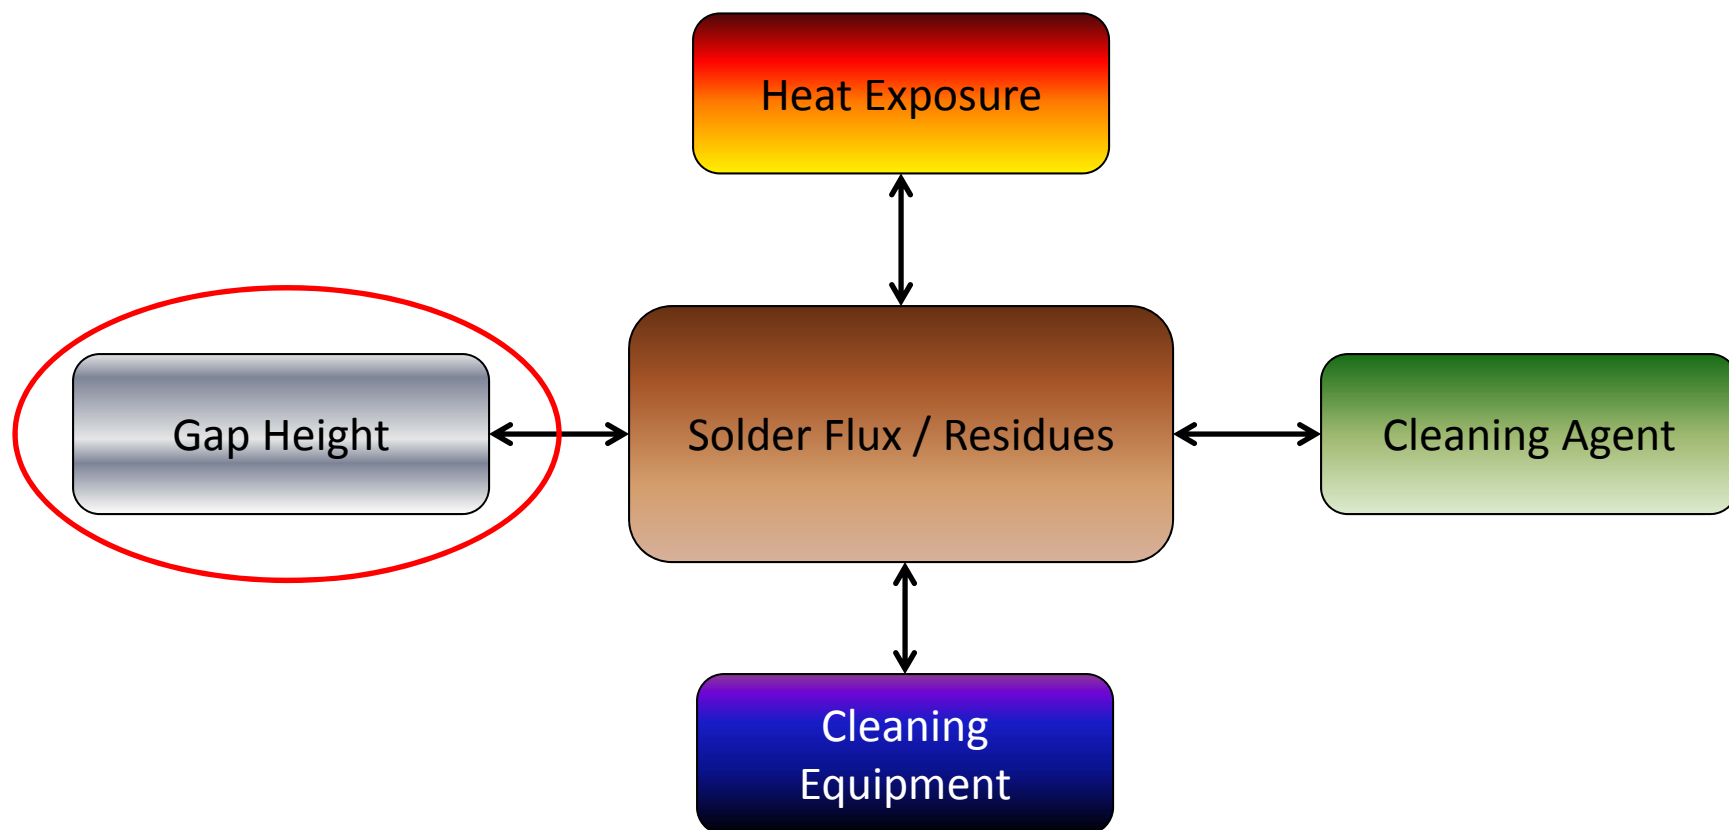 Heat Exposure
Gap Height
Solder Flux / Residues
Cleaning Agent
Cleaning
Equipment